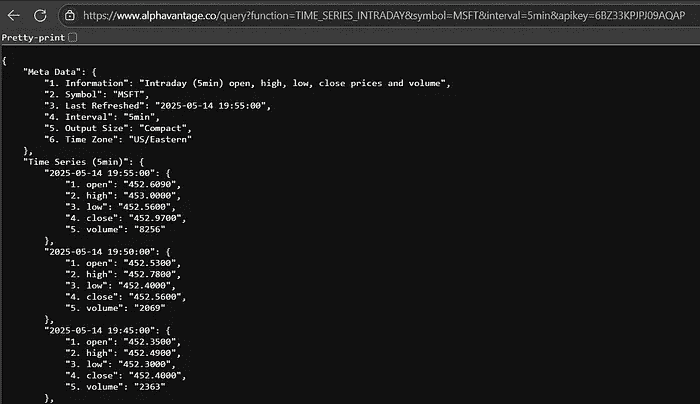 https://www.alphavantage.co/query?function=TIME_SERIES_INTRADAY&symbol=MSFT&interval=5min&apikey=6BZ33KPJPJ09AQAP
Pretty-print
{
"Meta Data": {
"1. Information": "Intraday (5min) open, high, low, close prices and volume",
"2. Symbol": "MSFT",
"3. Last Refreshed": "2025-05-14 19:55:00",
"4. Interval": "5min",
"5. Output Size": "Compact",
"6. Time Zone": "US/Eastern"
},
"Time Series (5min)": {
"2025-05-14 19:55:00": {
"1. open": "452.6090",
"2. high": "453.0000",
"3. low": "452.5600",
"4. close": "452.9700",
"5. volume": "8256"
},
"2025-05-14 19:50:00": {
"1. open": "452.5300",
"2. high": "452.7800",
"3. low": "452.4000",
"4. close": "452.5600",
"5. volume": "2069"
},
"2025-05-14 19:45:00": {
"1. open": "452.3500",
"2. high": "452.4900",
"3. low": "452.3000",
"4. close": "452.4000",
"5. volume": "2363"
},